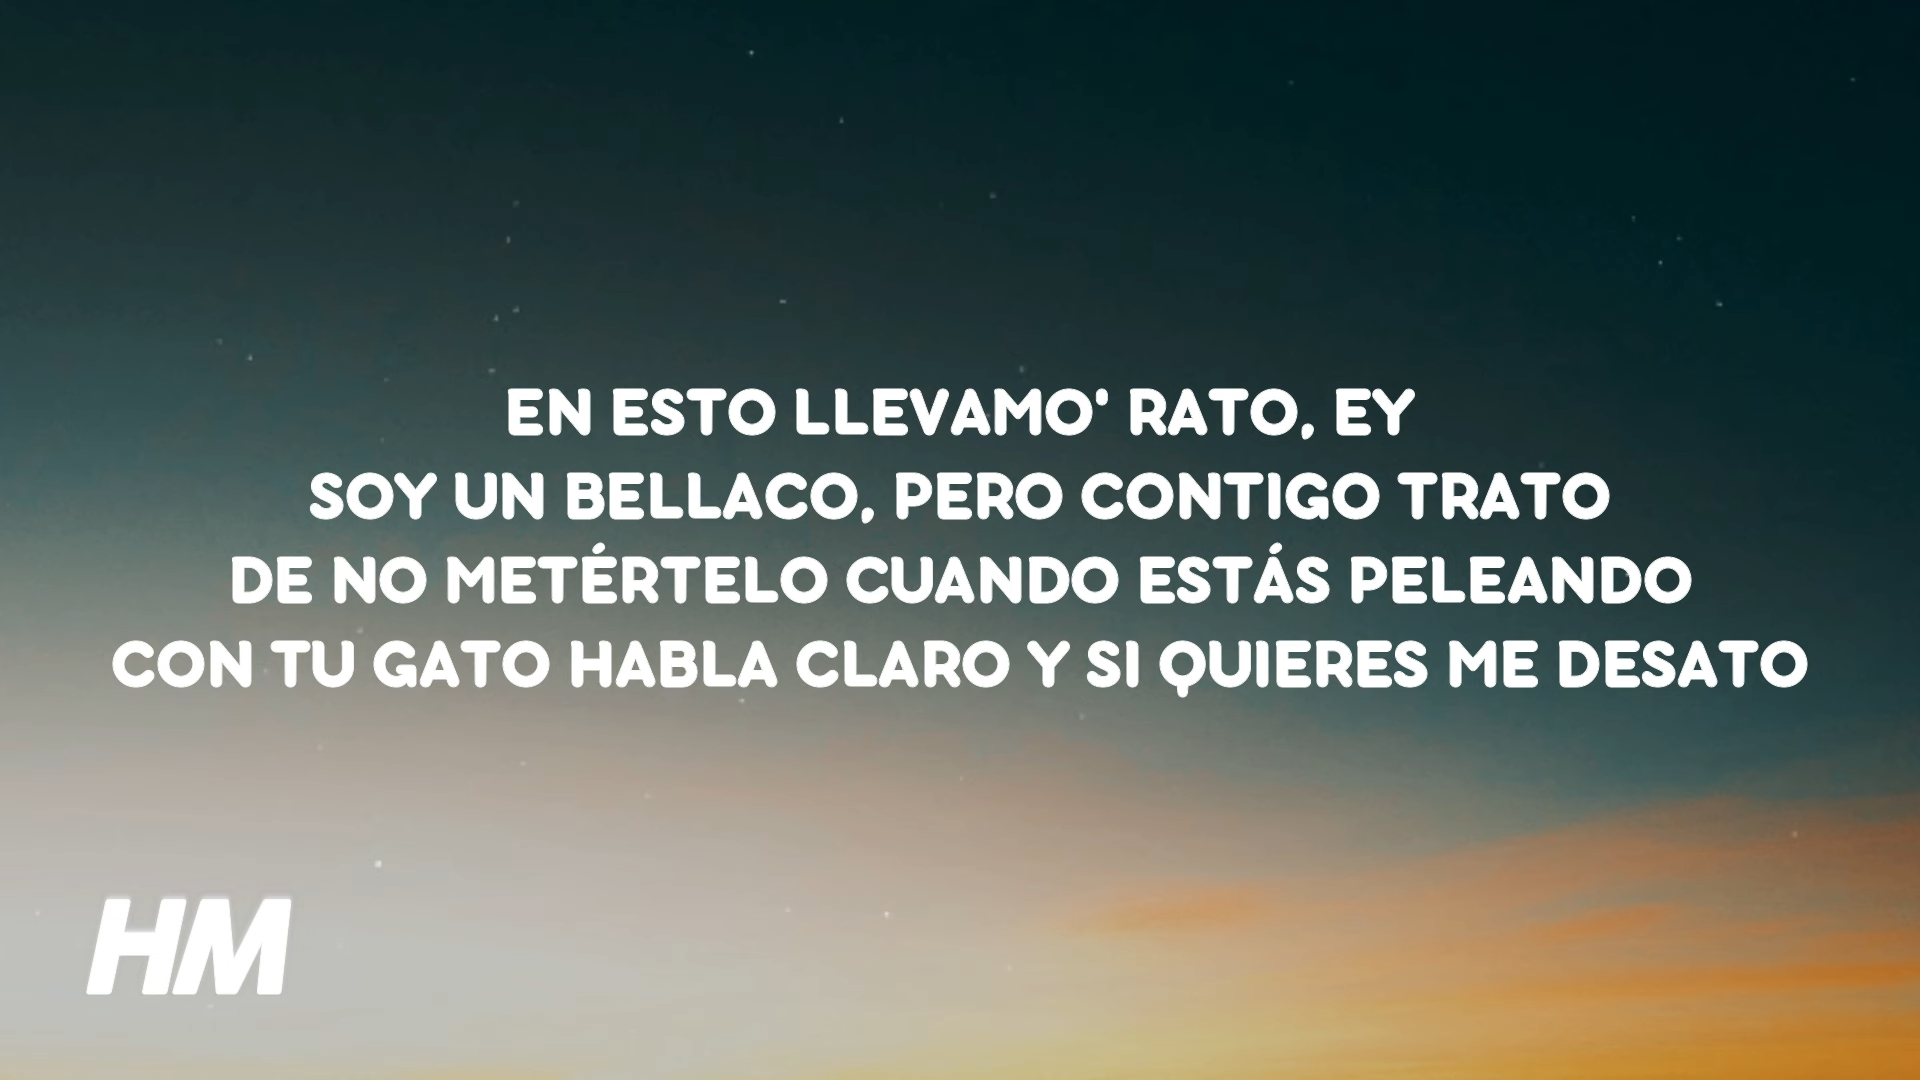 EN ESTO LLEVAMO' RATO, EY
SOY UN BELLACO, PERO CONTIGO TRATO
DE NO METÉRTELO CUANDO ESTÁS PELEANDO
CON TU GATO HABLA CLARO Y SI QUIERES ME DESATO
HM